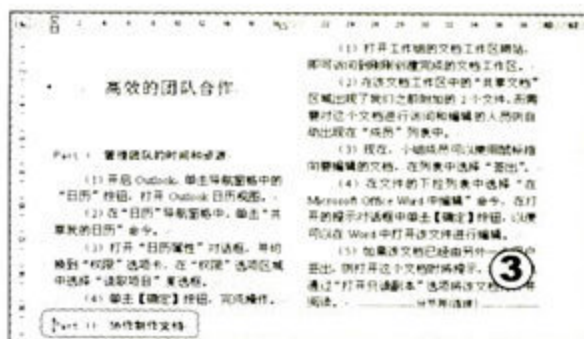 高效的团队合作
Part I 管理团队的时间和资源
(1) 开启 Outlook, 单击导航窗格中的
“日历”按钮, 打开 Outlook 日历视图。
(2) 在“日历”导航窗格中, 单击“共
享我的日历”命令。
(3) 打开“日历属性”对话框, 并切
换到“权限”选项卡, 在“权限”选项区域
中选择“读取项目”复选框。
(4) 单击【确定】按钮, 完成操作。
Part II 协作制作文档
(1) 打开工作组的文档工作区网站,
即可访问到刚刚创建完成的文档工作区。
(2) 在该文档工作区中的“共享文档”
区域出现了我们之前附加的 2 个文件, 而需
要对这个文档进行访问和编辑的人员则自
动出现在“成员”列表中。
(3) 现在, 小组成员可以使用鼠标指
向要编辑的文档, 在列表中选择“签出”。
(4) 在文件的下拉列表中选择“在
Microsoft Office Word 中编辑”命令, 在打
开的提示对话框中单击【确定】按钮, 以便
可以在 Word 中打开该文件进行编辑。
(5) 如果该文档已经由另外一
签出, 则打开这个文档时将提示,
通过“打开只读副本”选项将该文档
阅读。
分节符(连续)
3